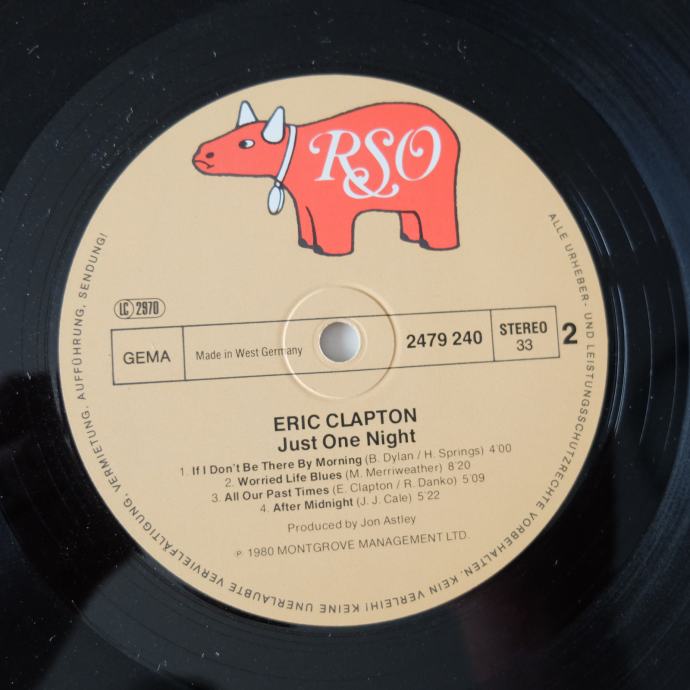 RSO
LC 2970
GEMA
Made in West Germany
2479 240
STEREO
33
2
ERIC CLAPTON
Just One Night
1. If I Don't Be There By Morning (B. Dylan / H. Springs) 4'00
2. Worried Life Blues (M. Merriweather) 8'20
3. All Our Past Times (E. Clapton / R. Danko) 5'09
4. After Midnight (J. J. Cale) 5'22
Produced by Jon Astley
℗ 1980 MONTGROVE MANAGEMENT LTD.
ALLE URHEBER- UND LEISTUNGSSCHUTZRECHTE VORBEHALTEN. KEIN VERLEIH! KEINE UNERLAUBTE VERVIELFÄLTIGUNG, VERMIETUNG, AUFFÜHRUNG, SENDUNG!